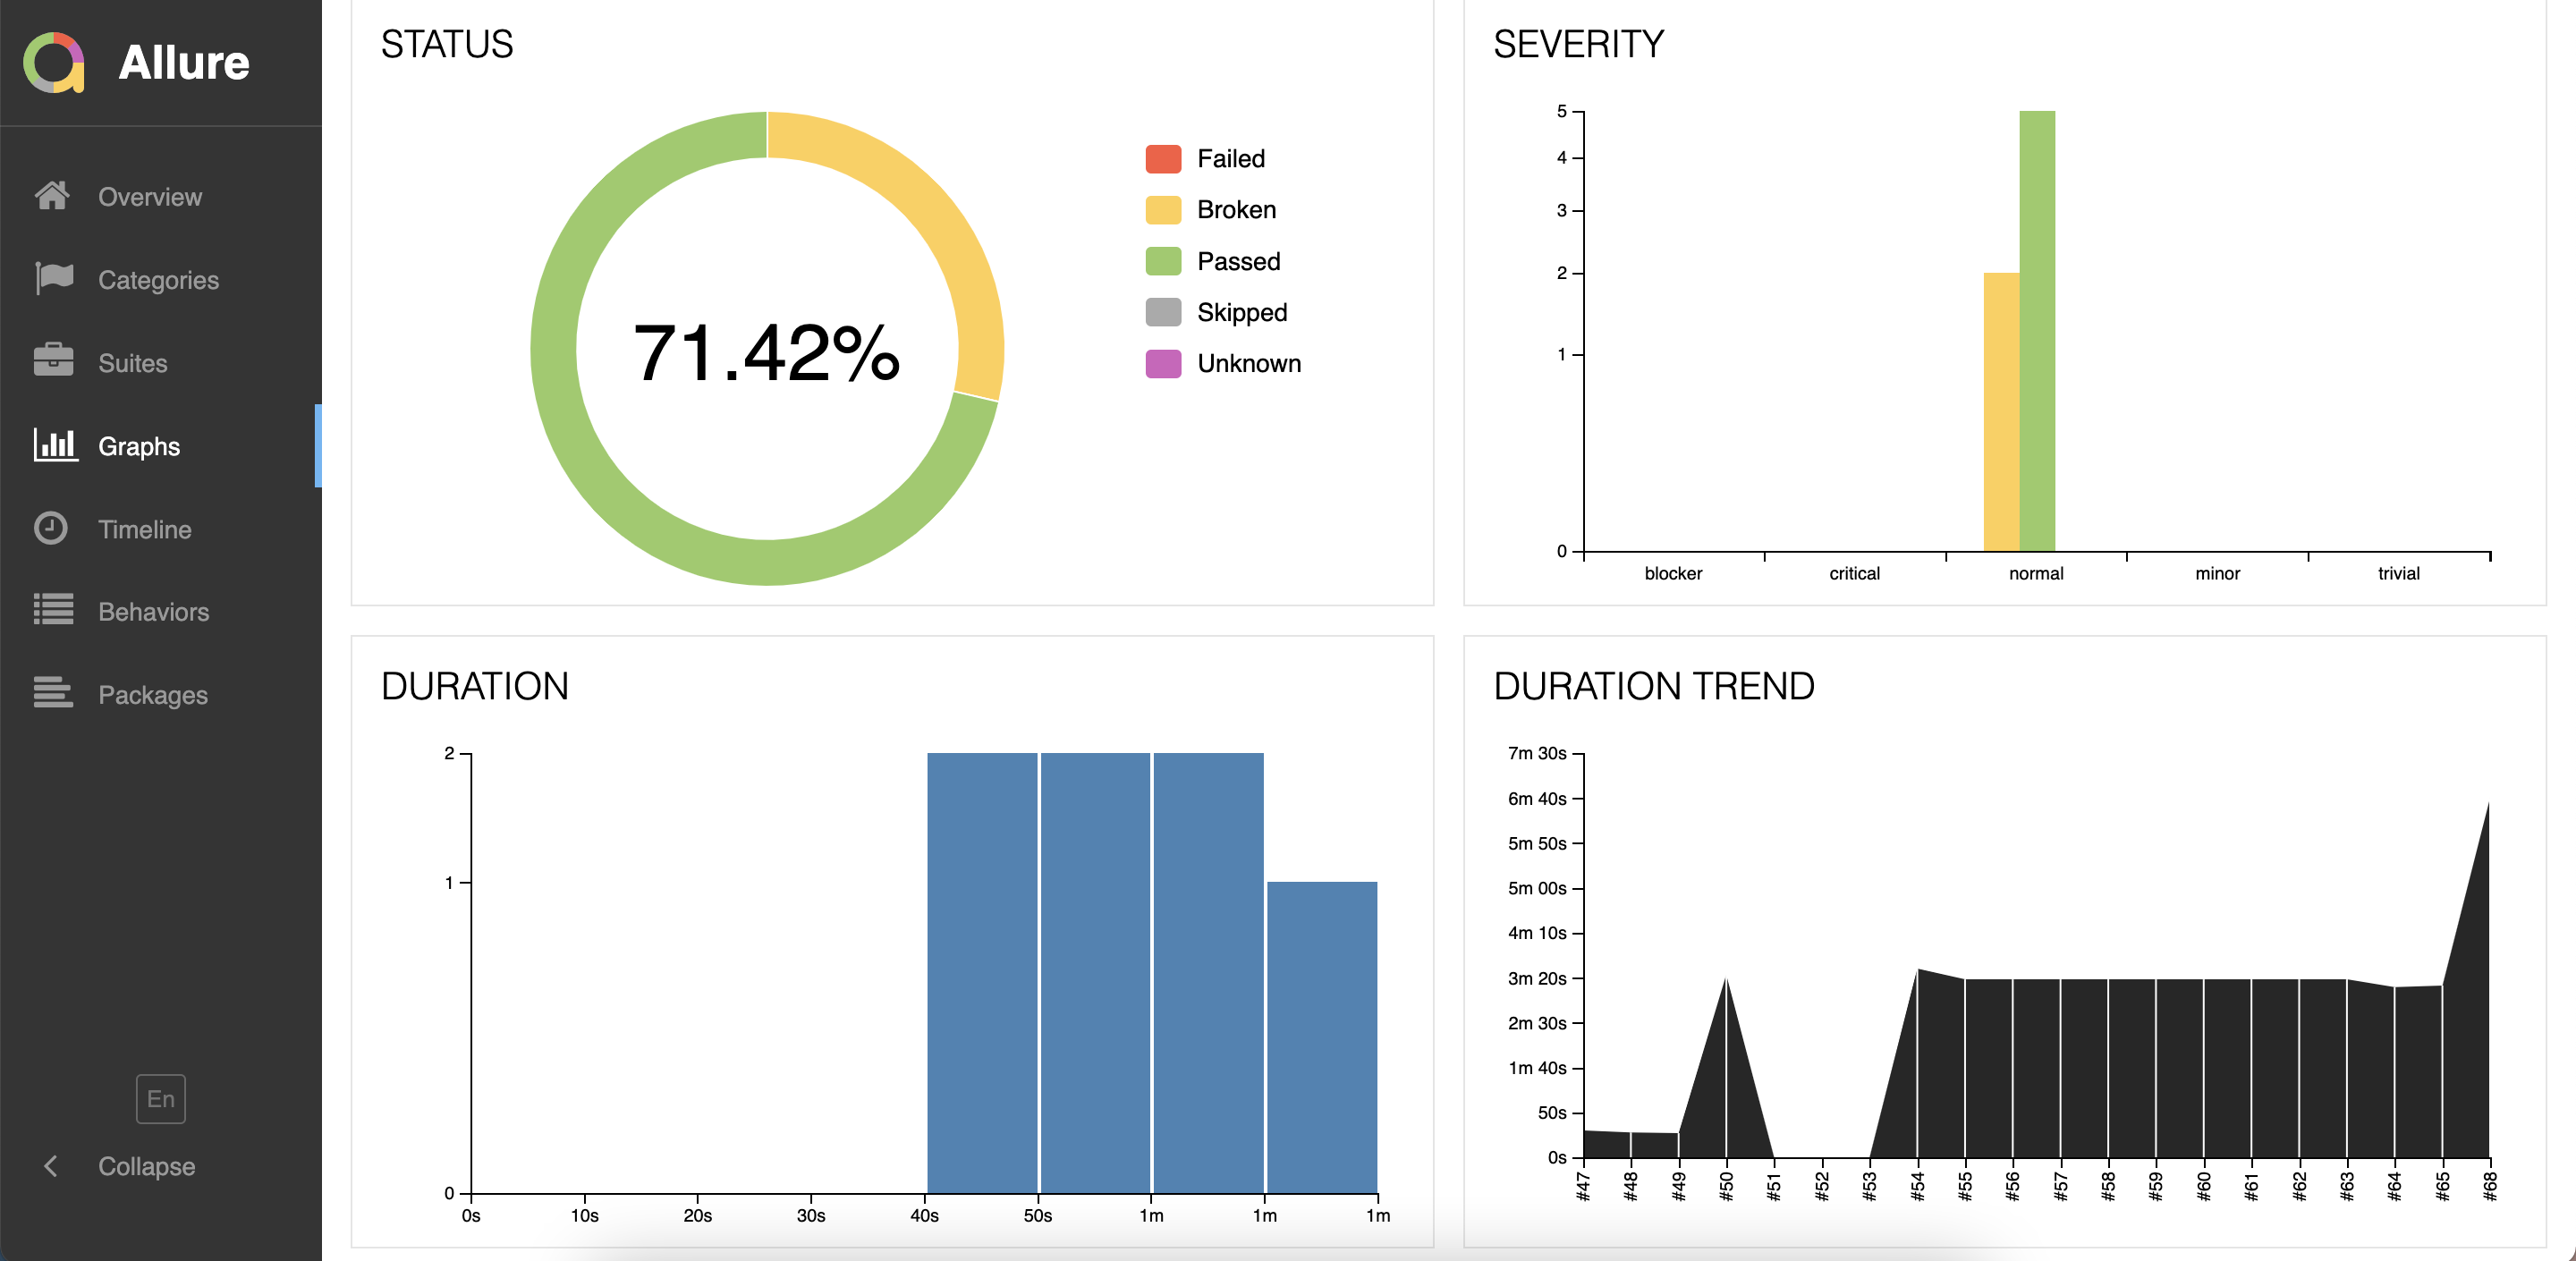 Allure
Overview
Categories
Suites
Graphs
Timeline
Behaviors
Packages
En
Collapse
STATUS
71.42%
Failed
Broken
Passed
Skipped
Unknown
SEVERITY
5
4
3
2
1
0
blocker critical normal minor trivial
DURATION
2
1
0
0s 10s 20s 30s 40s 50s 1m 1m 1m
DURATION TREND
7m 30s
6m 40s
5m 50s
5m 00s
4m 10s
3m 20s
2m 30s
1m 40s
50s
0s
#47 #48 #49 #50 #51 #52 #53 #54 #55 #56 #57 #58 #59 #60 #61 #62 #63 #64 #65 #68